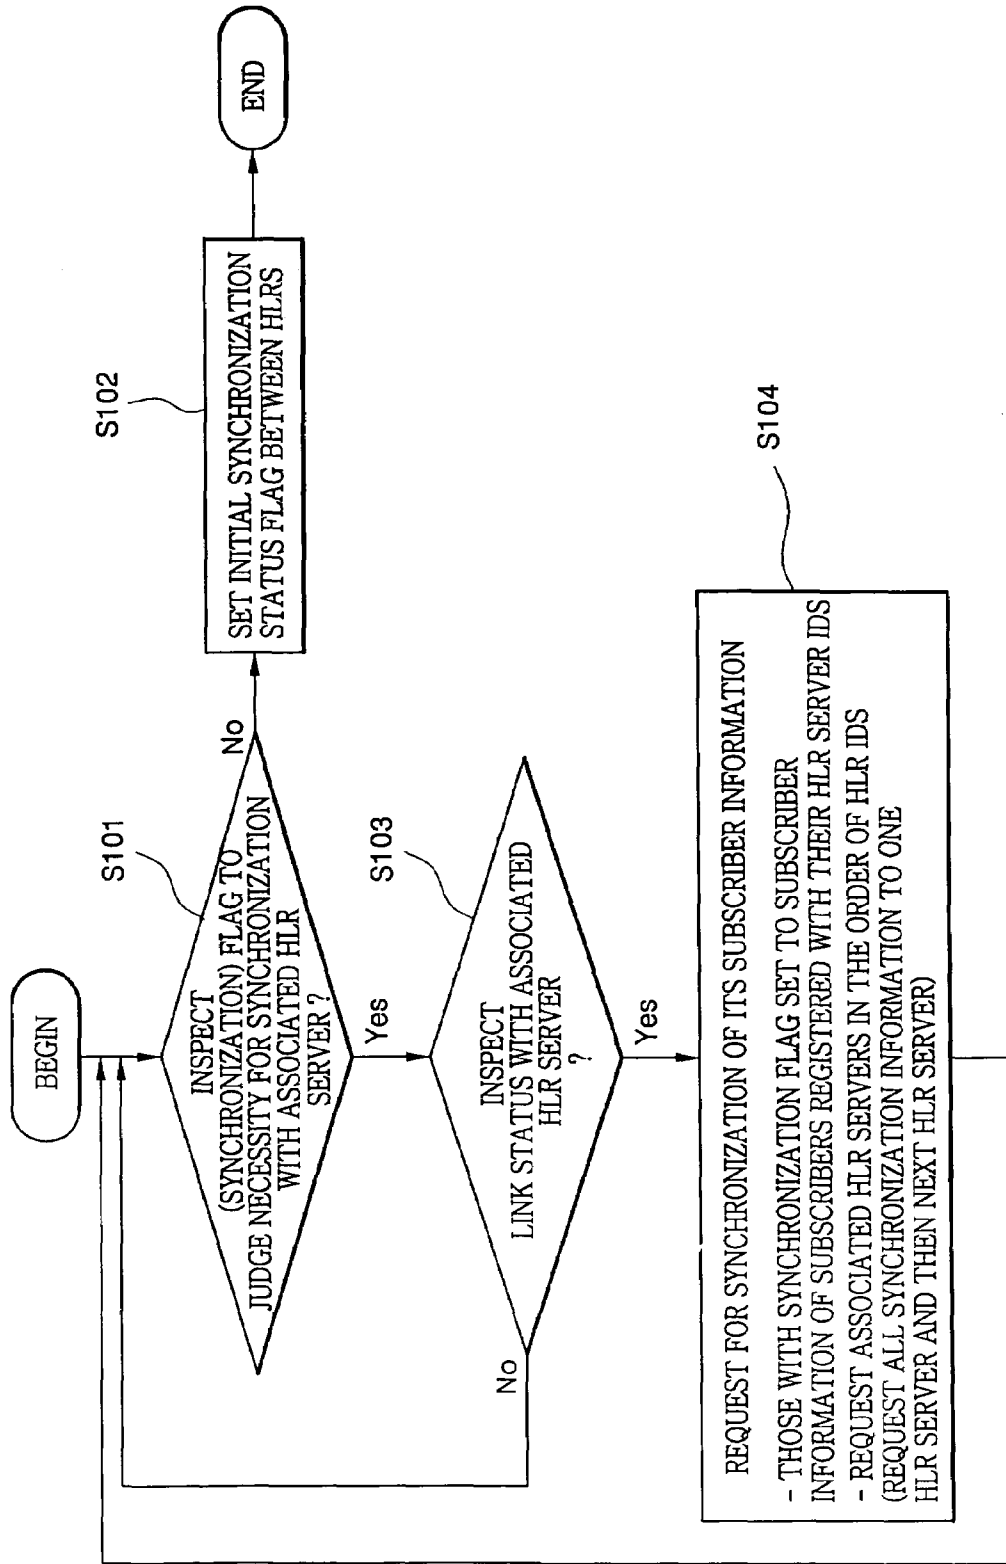 BEGIN
S101
INSPECT
(SYNCHRONIZATION) FLAG TO
JUDGE NECESSITY FOR SYNCHRONIZATION
WITH ASSOCIATED HLR
SERVER ?
No
Yes
S102
SET INITIAL SYNCHRONIZATION
STATUS FLAG BETWEEN HLRS
END
S103
INSPECT
LINK STATUS WITH ASSOCIATED
HLR SERVER
?
No
Yes
S104
REQUEST FOR SYNCHRONIZATION OF ITS SUBSCRIBER INFORMATION
- THOSE WITH SYNCHRONIZATION FLAG SET TO SUBSCRIBER
INFORMATION OF SUBSCRIBERS REGISTERED WITH THEIR HLR SERVER IDS
- REQUEST ASSOCIATED HLR SERVERS IN THE ORDER OF HLR IDS
(REQUEST ALL SYNCHRONIZATION INFORMATION TO ONE
HLR SERVER AND THEN NEXT HLR SERVER)